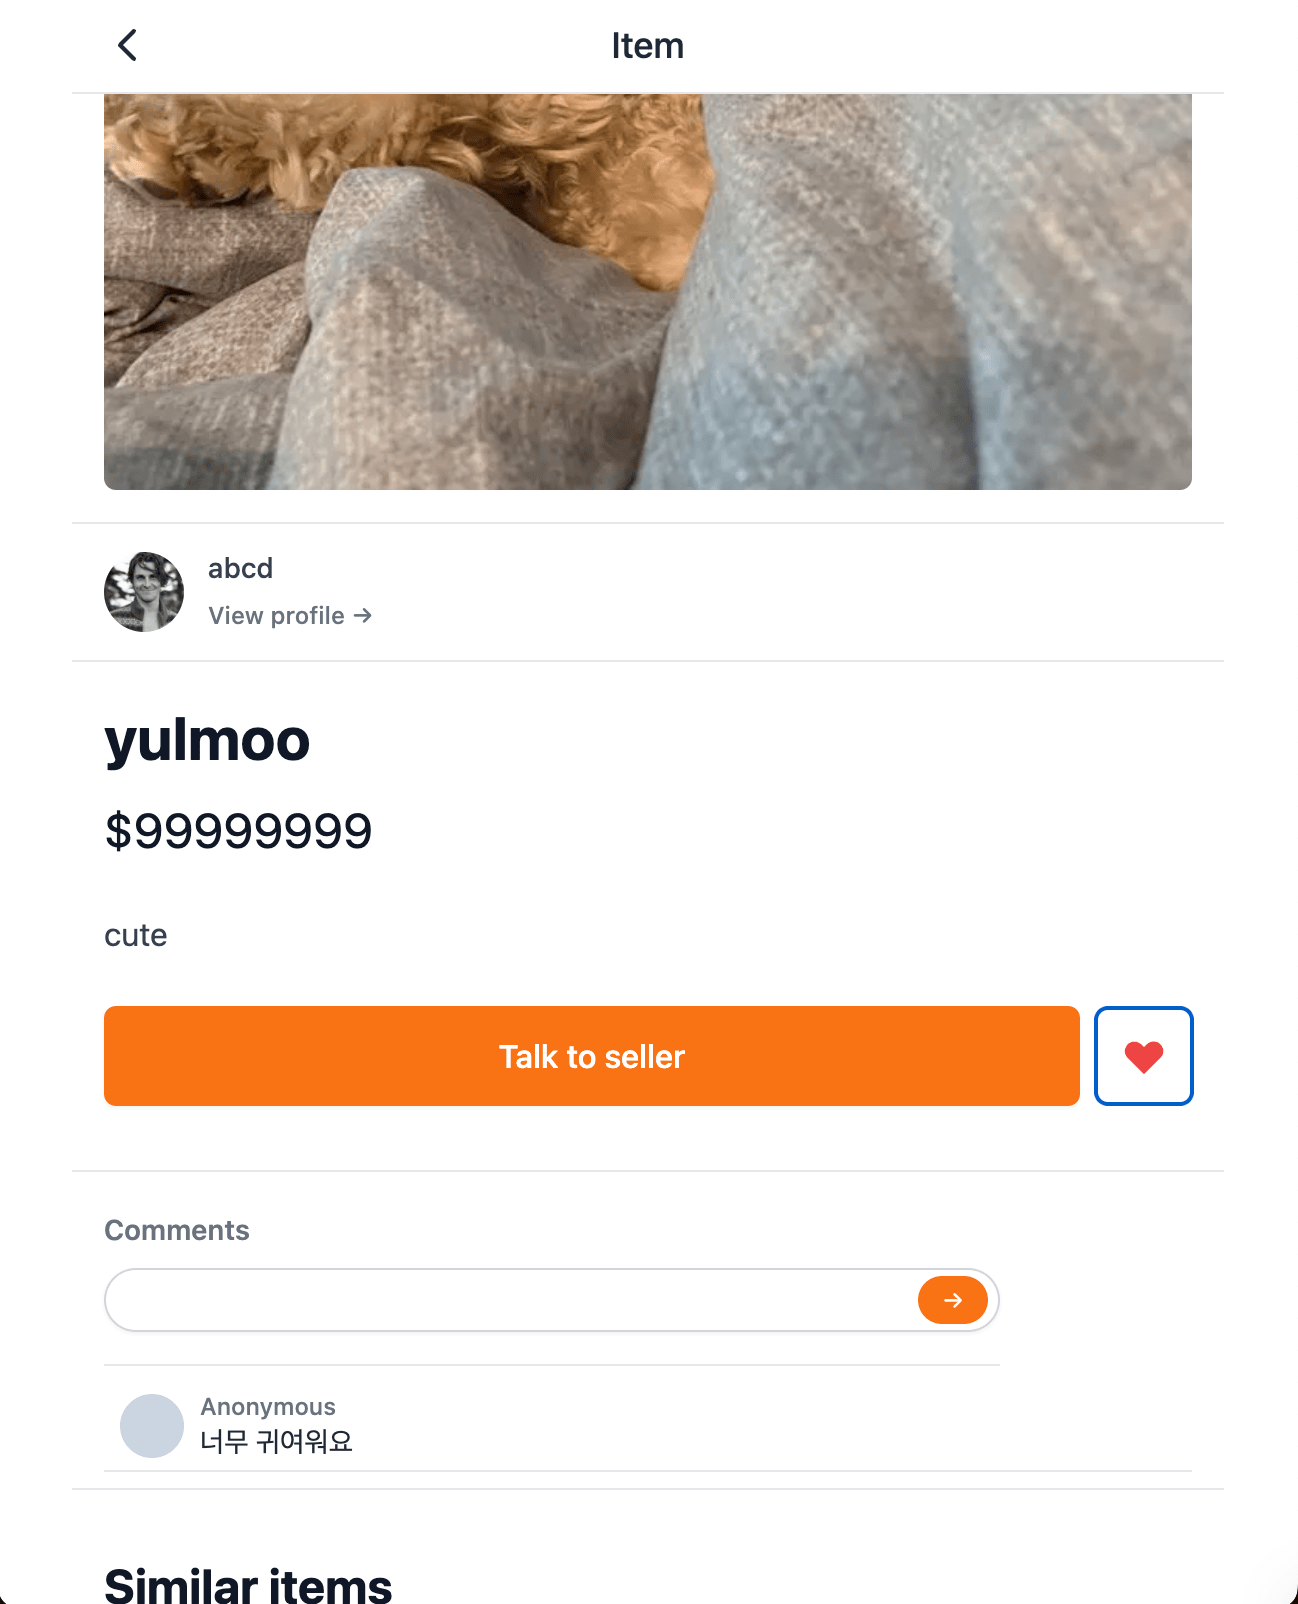 Item
abcd
View profile →
yulmoo
$99999999
cute
Talk to seller
Comments
Anonymous
너무 귀여워요
Similar items